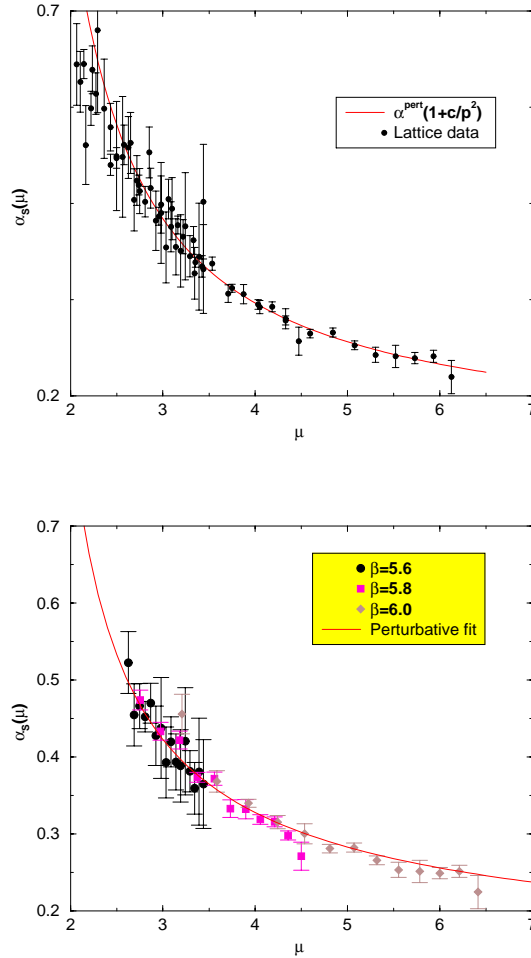 0.7
α^pert(1+c/p²)
Lattice data
αₛ(μ)
0.2
2 3 4 5 6 7
μ
0.7
β=5.6
β=5.8
β=6.0
Perturbative fit
0.6
0.5
αₛ(μ)
0.4
0.3
0.2
2 3 4 5 6 7
μ